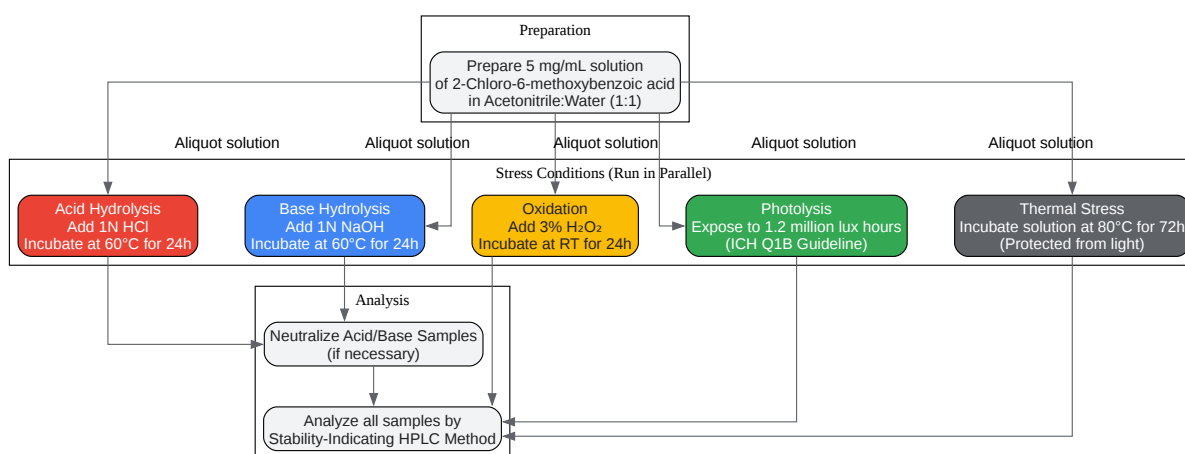 Preparation
Prepare 5 mg/mL solution
of 2-Chloro-6-methoxybenzoic acid
in Acetonitrile:Water (1:1)
Aliquot solution
Aliquot solution
Aliquot solution
Aliquot solution
Aliquot solution
Stress Conditions (Run in Parallel)
Acid Hydrolysis
Add 1N HCl
Incubate at 60°C for 24h
Base Hydrolysis
Add 1N NaOH
Incubate at 60°C for 24h
Oxidation
Add 3% H₂O₂
Incubate at RT for 24h
Photolysis
Expose to 1.2 million lux hours
(ICH Q1B Guideline)
Thermal Stress
Incubate solution at 80°C for 72h
(Protected from light)
Analysis
Neutralize Acid/Base Samples
(if necessary)
Analyze all samples by
Stability-Indicating HPLC Method